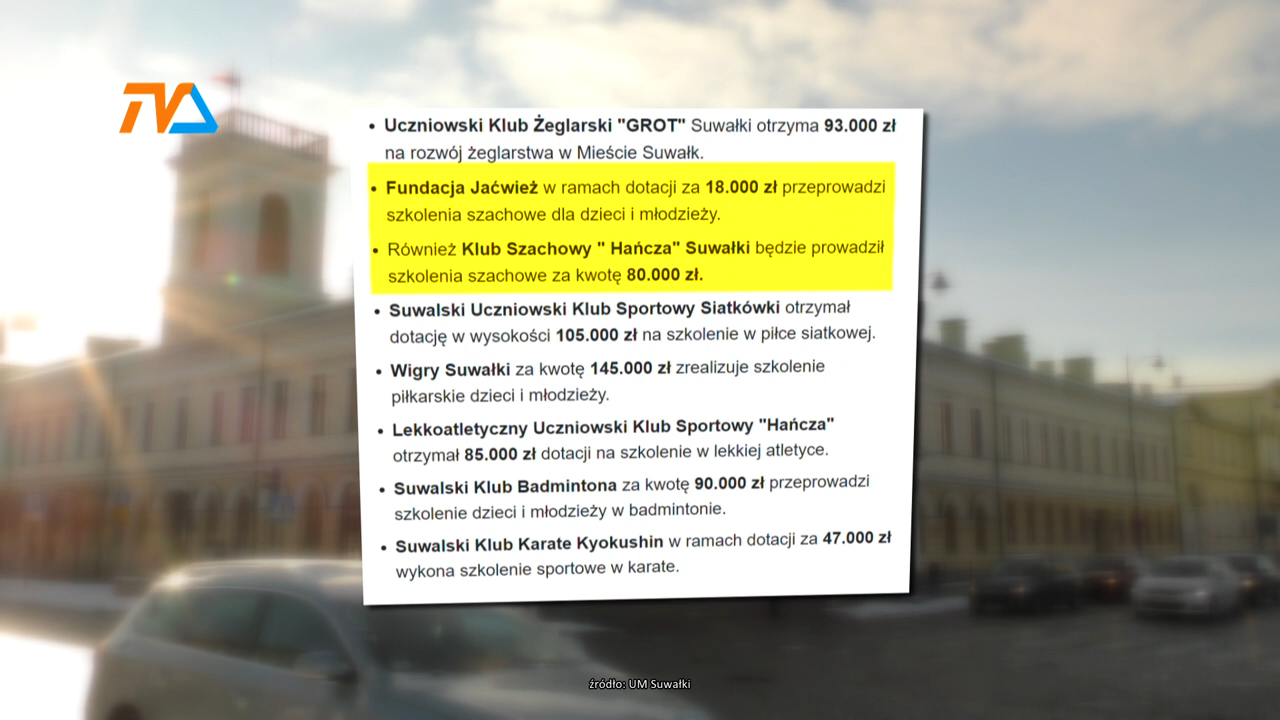 TVA
• Uczniowski Klub Żeglarski "GROT" Suwałki otrzyma 93.000 zł
na rozwój żeglarstwa w Mieście Suwałk.
• Fundacja Jaćwież w ramach dotacji za 18.000 zł przeprowadzi
szkolenia szachowe dla dzieci i młodzieży.
• Również Klub Szachowy " Hańcza" Suwałki będzie prowadził
szkolenia szachowe za kwotę 80.000 zł.
• Suwalski Uczniowski Klub Sportowy Siatkówki otrzymał
dotację w wysokości 105.000 zł na szkolenie w piłce siatkowej.
• Wigry Suwałki za kwotę 145.000 zł zrealizuje szkolenie
piłkarskie dzieci i młodzieży.
• Lekkoatletyczny Uczniowski Klub Sportowy "Hańcza"
otrzymał 85.000 zł dotacji na szkolenie w lekkiej atletyce.
• Suwalski Klub Badmintona za kwotę 90.000 zł przeprowadzi
szkolenie dzieci i młodzieży w badmintonie.
• Suwalski Klub Karate Kyokushin w ramach dotacji za 47.000 zł
wykona szkolenie sportowe w karate.
źródło: UM Suwałki